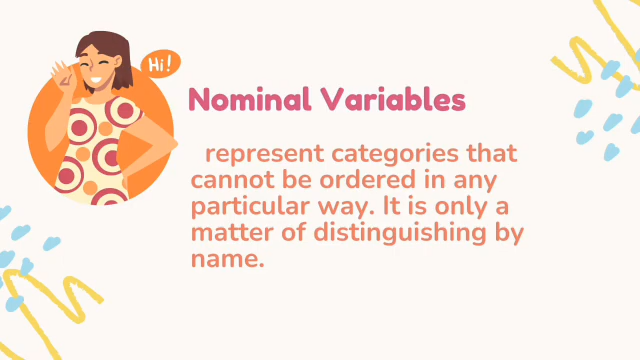 Hi!
Nominal Variables
represent categories that
cannot be ordered in any
particular way. It is only a
matter of distinguishing by
name.